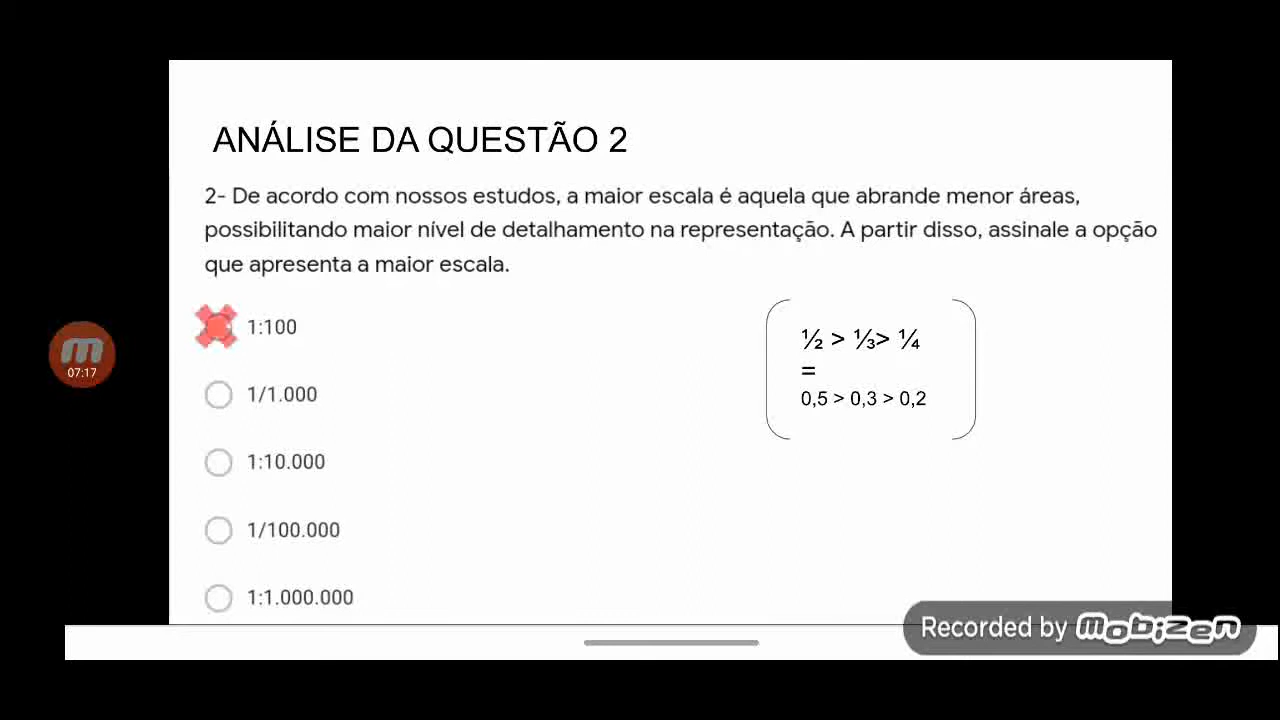 ANÁLISE DA QUESTÃO 2
2- De acordo com nossos estudos, a maior escala é aquela que abrande menor áreas,
possibilitando maior nível de detalhamento na representação. A partir disso, assinale a opção
que apresenta a maior escala.
1:100
1/1.000
1:10.000
1/100.000
1:1.000.000
½ > ⅓> ¼
=
0,5 > 0,3 > 0,2
m
07:17
Recorded by mobizen